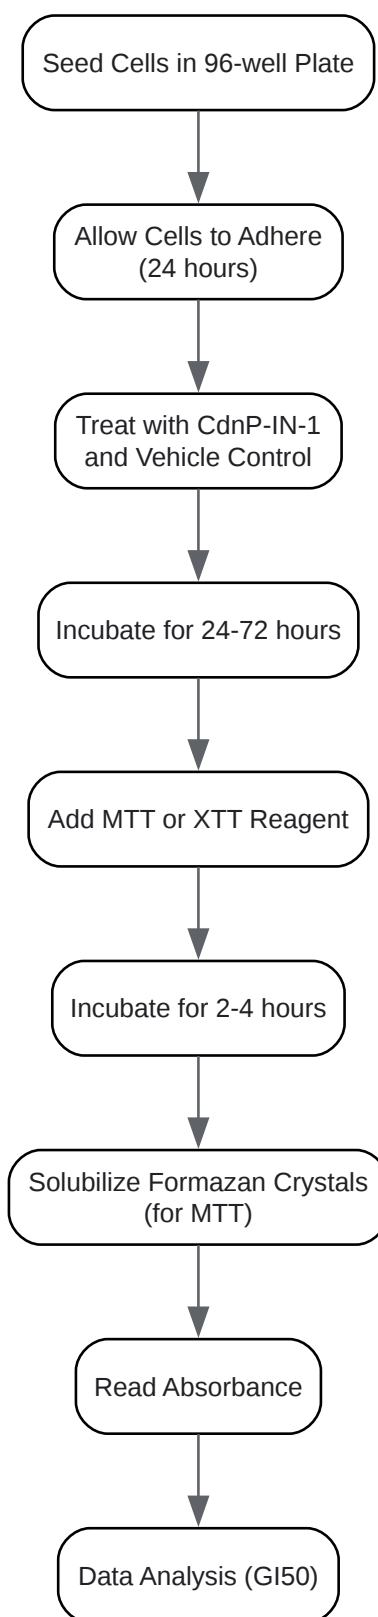 Seed Cells in 96-well Plate
Allow Cells to Adhere
(24 hours)
Treat with CdnP-IN-1
and Vehicle Control
Incubate for 24-72 hours
Add MTT or XTT Reagent
Incubate for 2-4 hours
Solubilize Formazan Crystals
(for MTT)
Read Absorbance
Data Analysis (GI50)